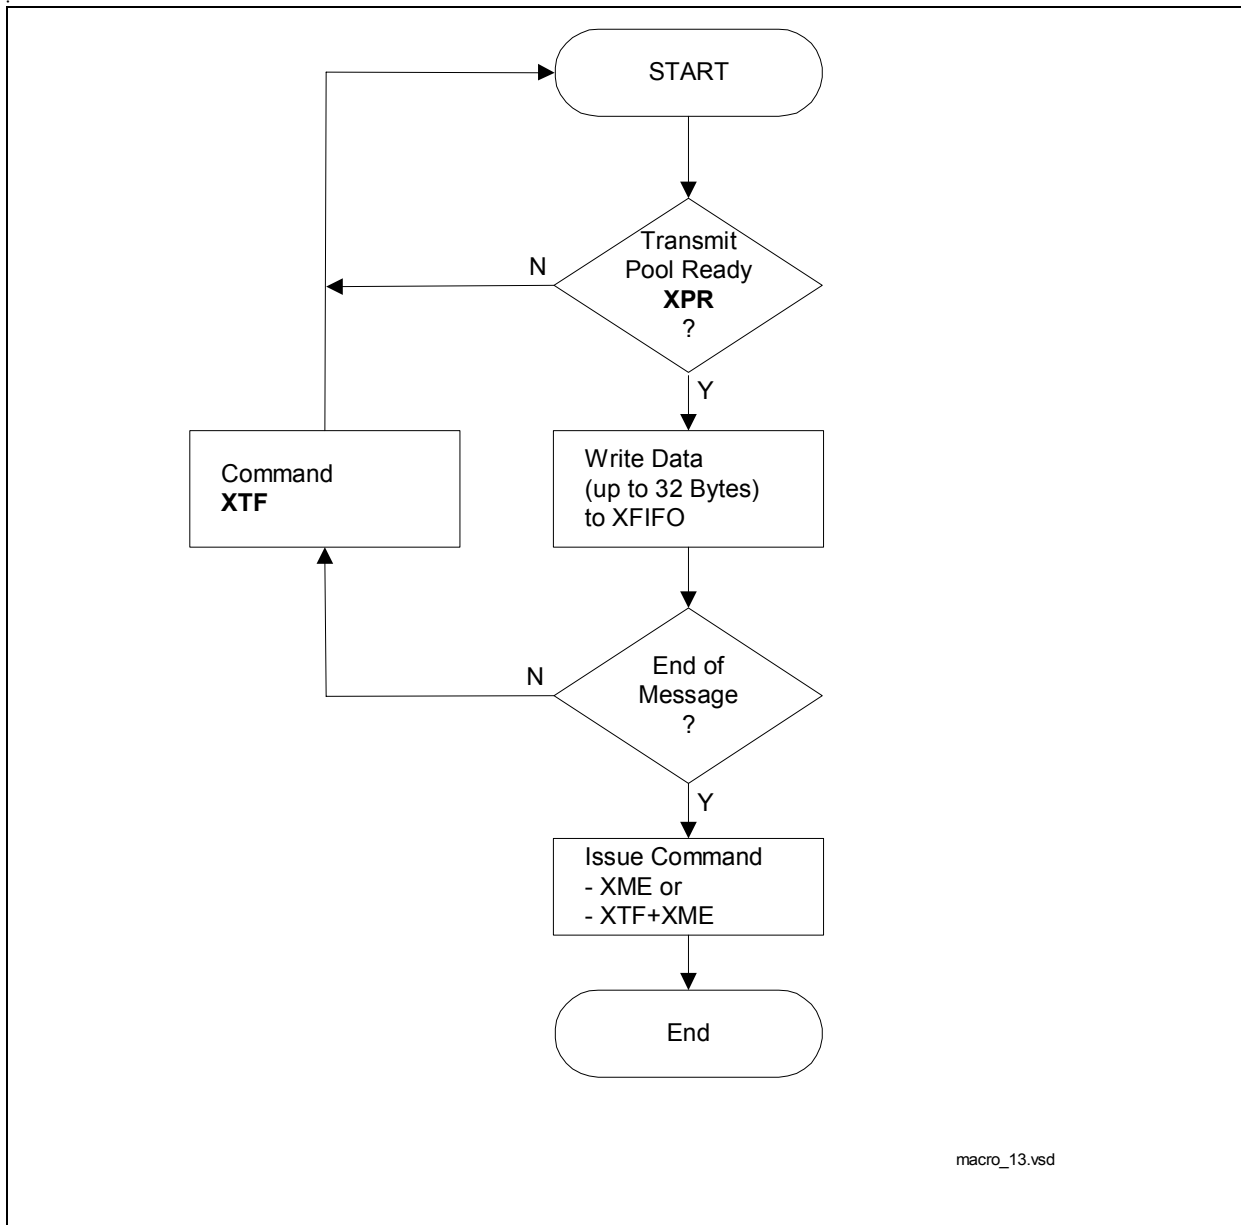 START
Transmit
Pool Ready
XPR
?
N
Y
Command
XTF
Write Data
(up to 32 Bytes)
to XFIFO
End of
Message
?
N
Y
Issue Command
- XME or
- XTF+XME
End
macro_13.vsd